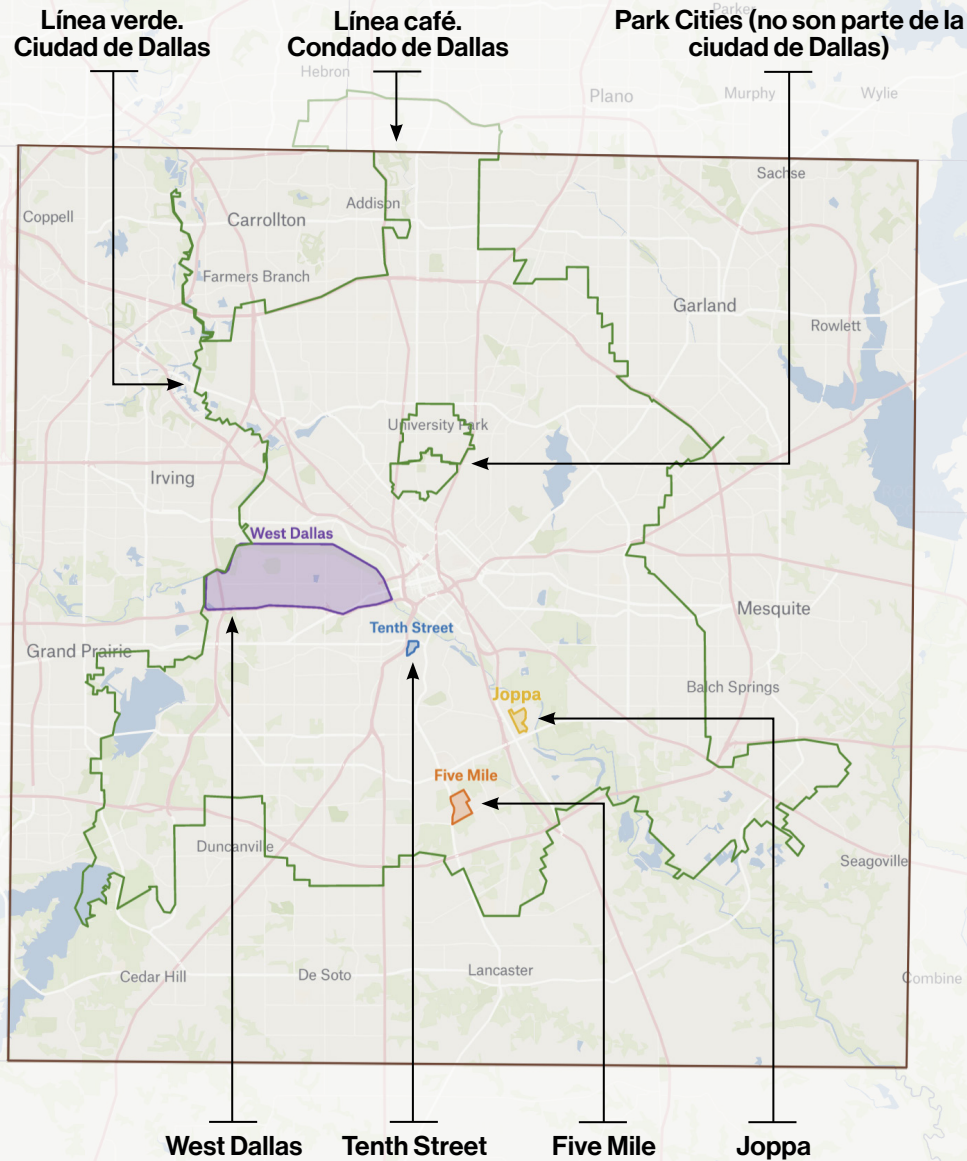 Línea verde.
Ciudad de Dallas
Línea café.
Condado de Dallas
Park Cities (no son parte de la
ciudad de Dallas)
Parker
Hebron
Plano
Murphy
Wylie
Sachse
Coppell
Carrollton
Addison
Farmers Branch
Garland
Rowlett
University Park
Irving
West Dallas
Mesquite
Tenth Street
Grand Prairie
Balch Springs
Joppa
Five Mile
Duncanville
Seagoville
Cedar Hill
De Soto
Lancaster
Combine
West Dallas
Tenth Street
Five Mile
Joppa